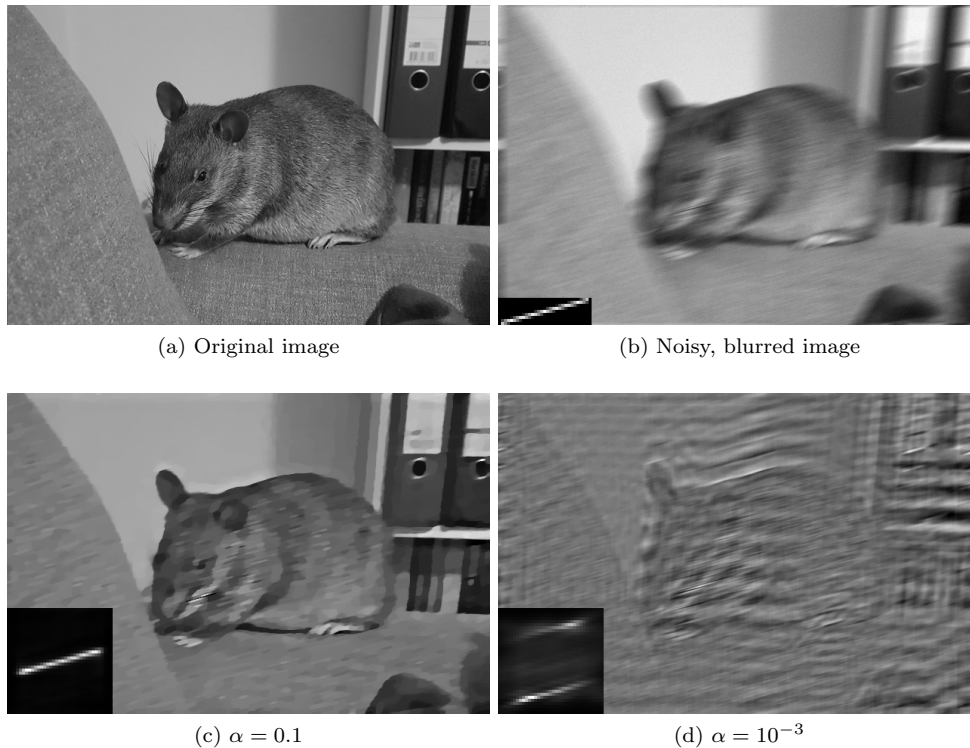 (a) Original image
(b) Noisy, blurred image
(c) α = 0.1
(d) α = 10⁻³